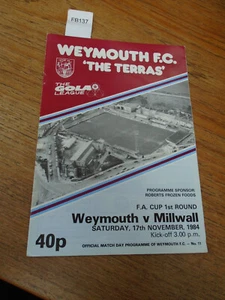 FB137
WEYMOUTH F.C.
'THE TERRAS'
THE
GOLA
LEAGUE
PROGRAMME SPONSOR:
ROBERTS FROZEN FOODS
F.A. CUP 1st ROUND
Weymouth v Millwall
SATURDAY, 17th NOVEMBER, 1984
Kick-off 3.00 p.m.
40p
OFFICIAL MATCH DAY PROGRAMME OF WEYMOUTH F.C. – No. 11